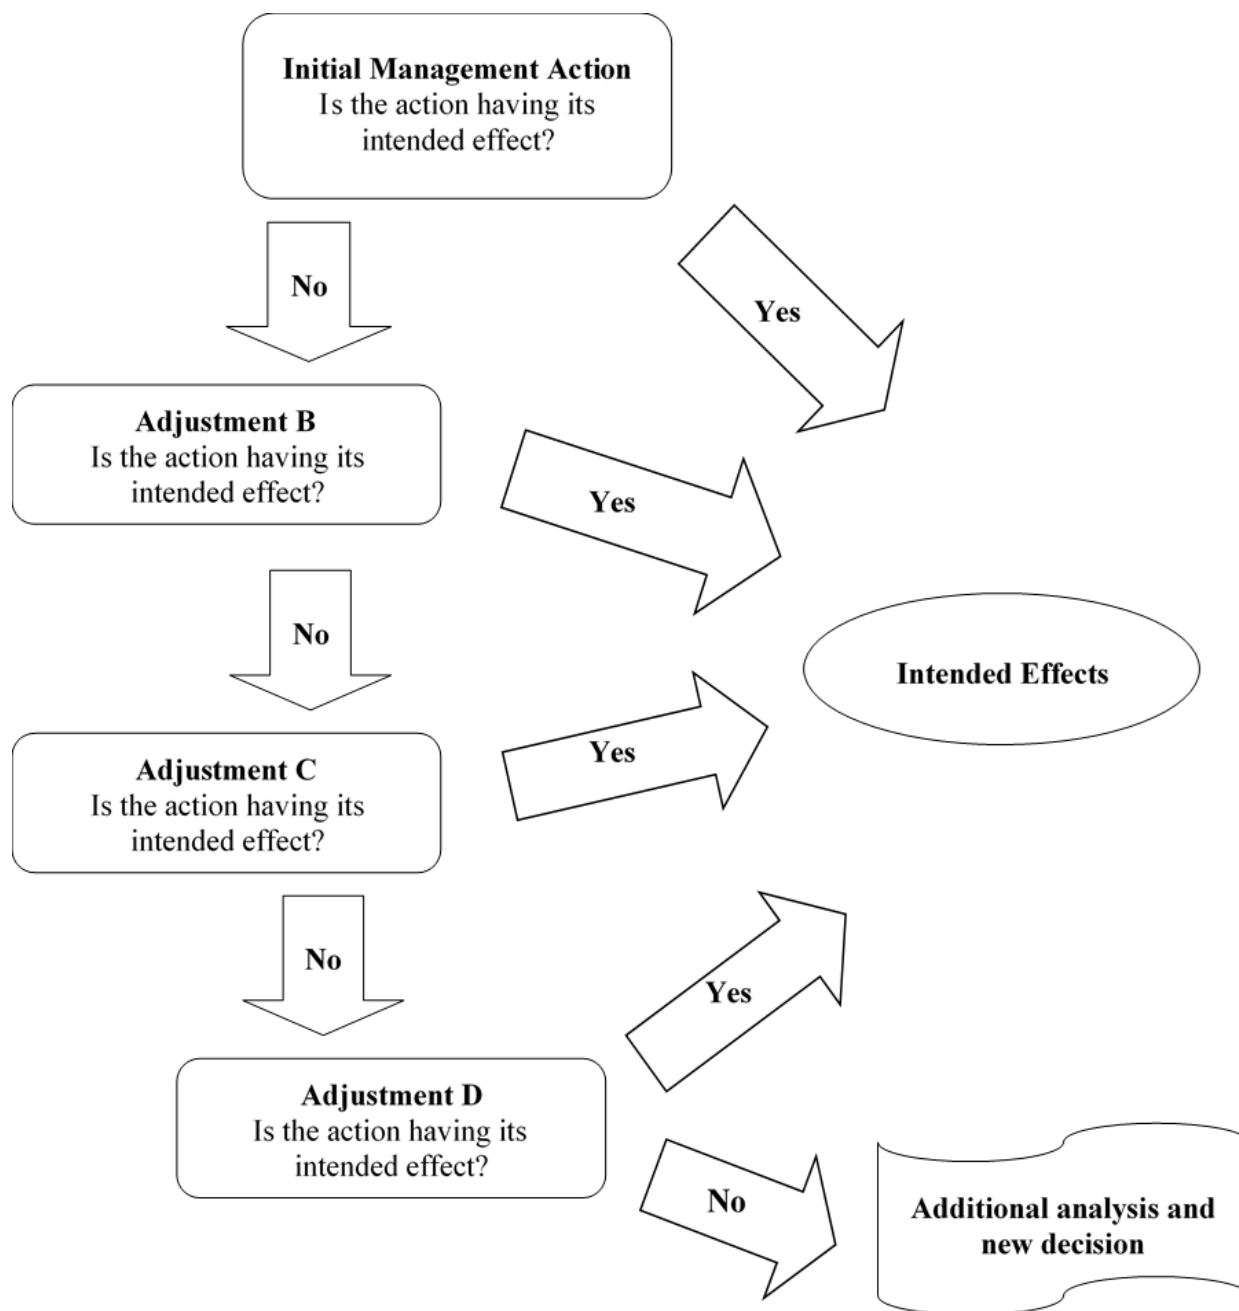 Initial Management Action
Is the action having its
intended effect?
No
Yes
Adjustment B
Is the action having its
intended effect?
Yes
No
Intended Effects
Adjustment C
Is the action having its
intended effect?
Yes
No
Yes
Adjustment D
Is the action having its
intended effect?
No
Additional analysis and
new decision